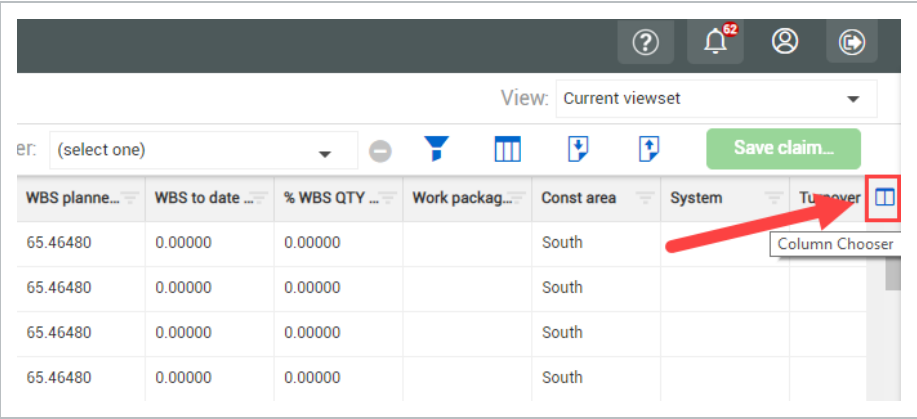 ?
62
View: Current viewset
er: (select one)
Save claim...
WBS planne... WBS to date ... % WBS QTY ... Work packag... Const area System Turnover
65.46480 0.00000 0.00000 South
Column Chooser
65.46480 0.00000 0.00000 South
65.46480 0.00000 0.00000 South
65.46480 0.00000 0.00000 South